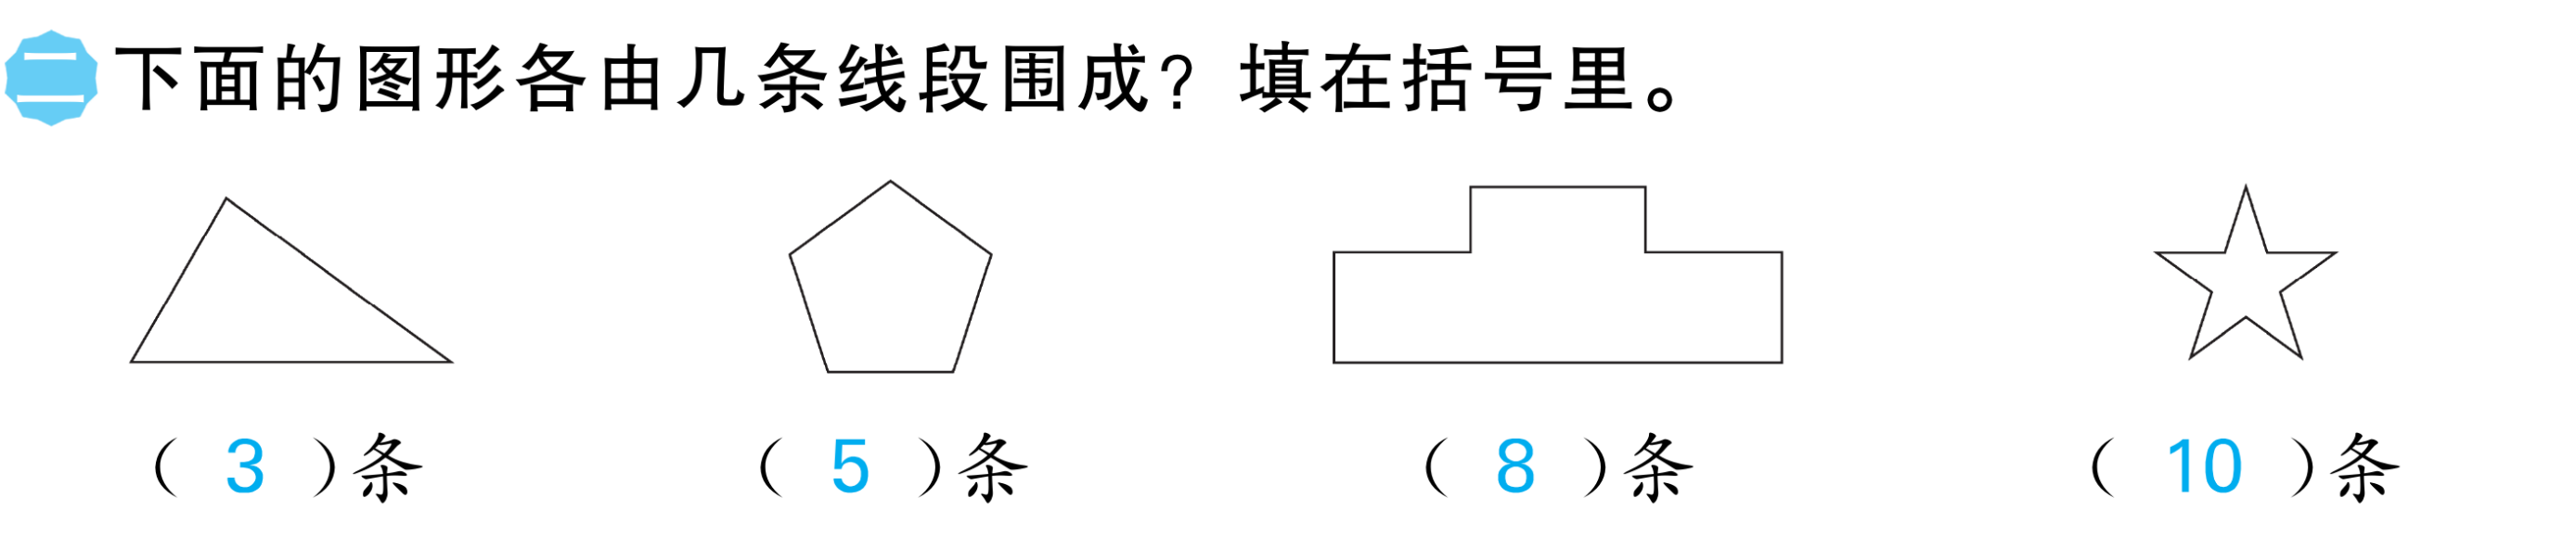 二 下面的图形各由几条线段围成？填在括号里。
（ 3 ）条 （ 5 ）条 （ 8 ）条 （ 10 ）条